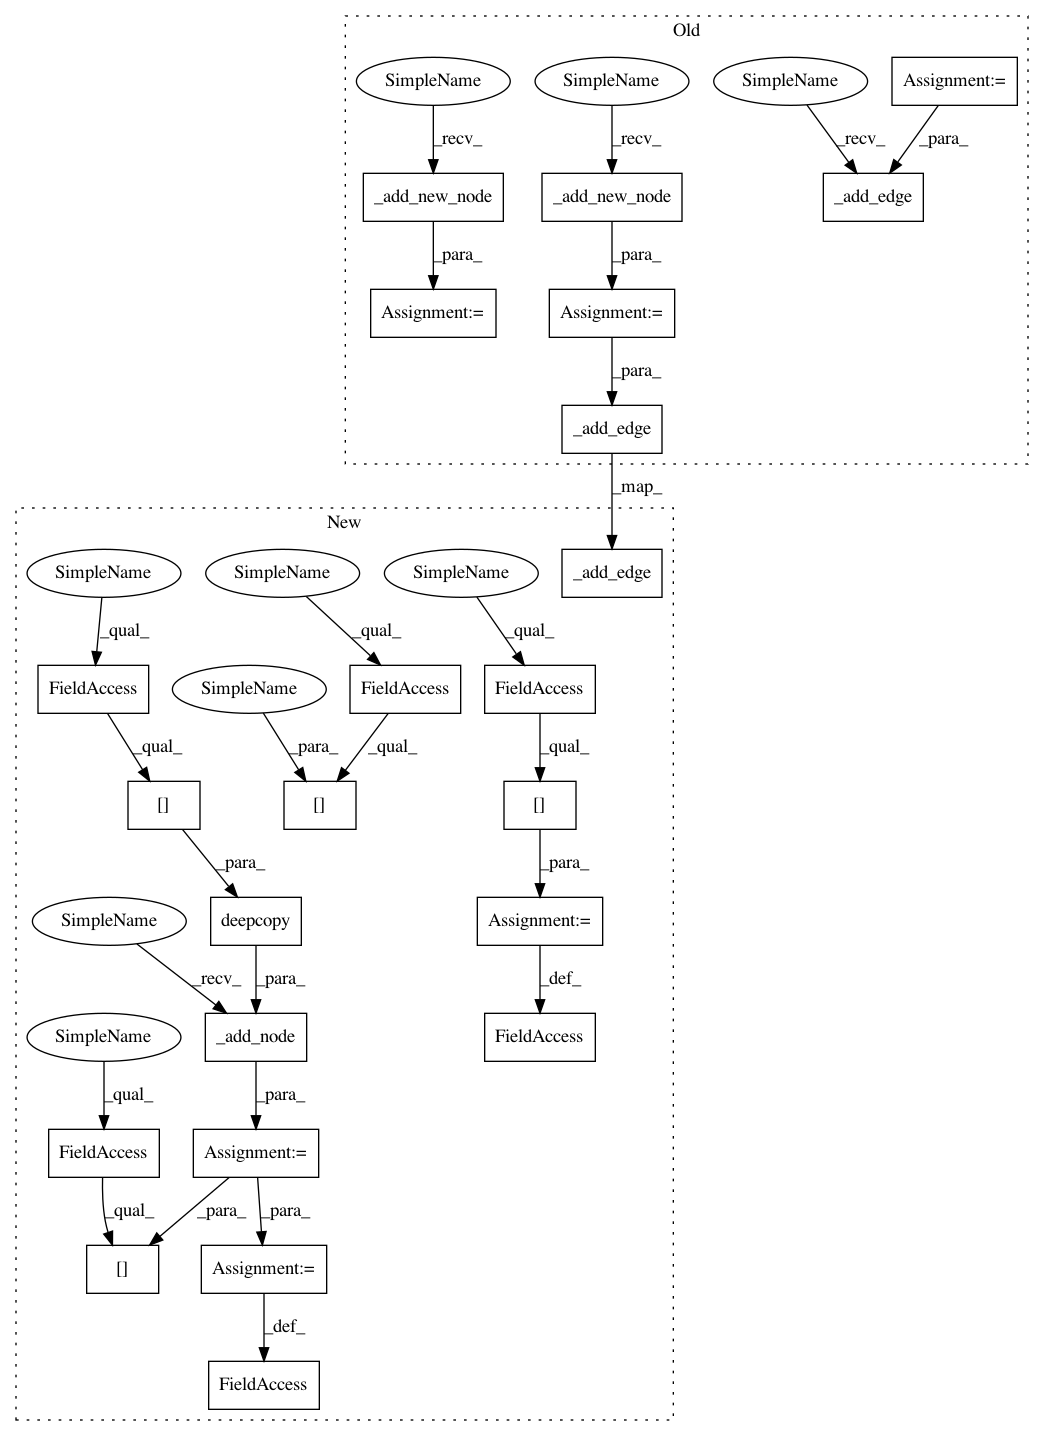 Old
SimpleName
SimpleName
SimpleName
Assignment:=
_recv_
_recv_
_recv_
_para_
_add_new_node
_add_new_node
_add_edge
_para_
_para_
Assignment:=
Assignment:=
_para_
_add_edge
_map_
New
SimpleName
SimpleName
SimpleName
_add_edge
_qual_
_qual_
_qual_
FieldAccess
SimpleName
FieldAccess
FieldAccess
_qual_
_para_
_qual_
_qual_
[]
[]
[]
_para_
_para_
SimpleName
deepcopy
Assignment:=
_recv_
_para_
_def_
SimpleName
_add_node
FieldAccess
_qual_
_para_
FieldAccess
Assignment:=
_qual_
_para_
_para_
[]
Assignment:=
_def_
FieldAccess